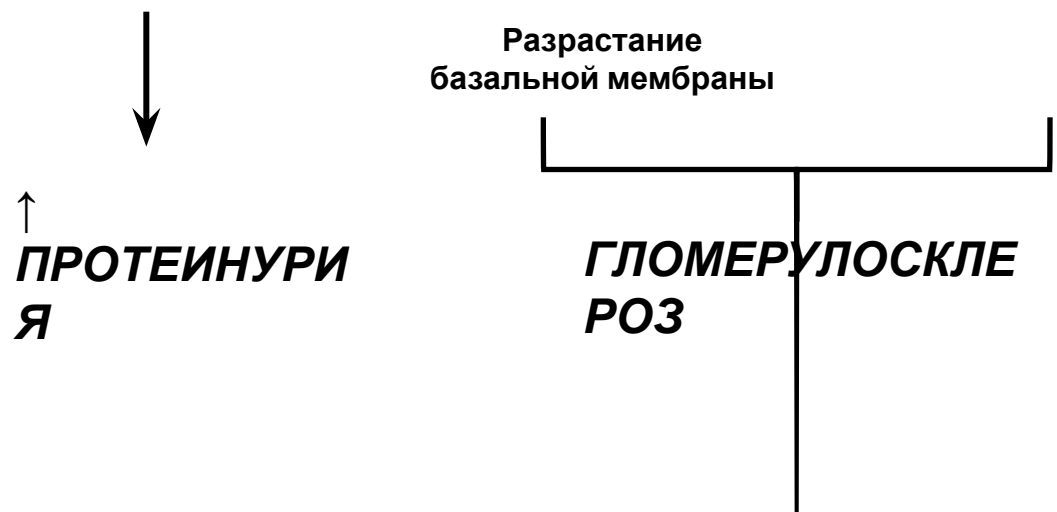 Разрастание
базальной мембраны
↑
ПРОТЕИНУРИ
Я
ГЛОМЕРУЛОСКЛЕ
РОЗ